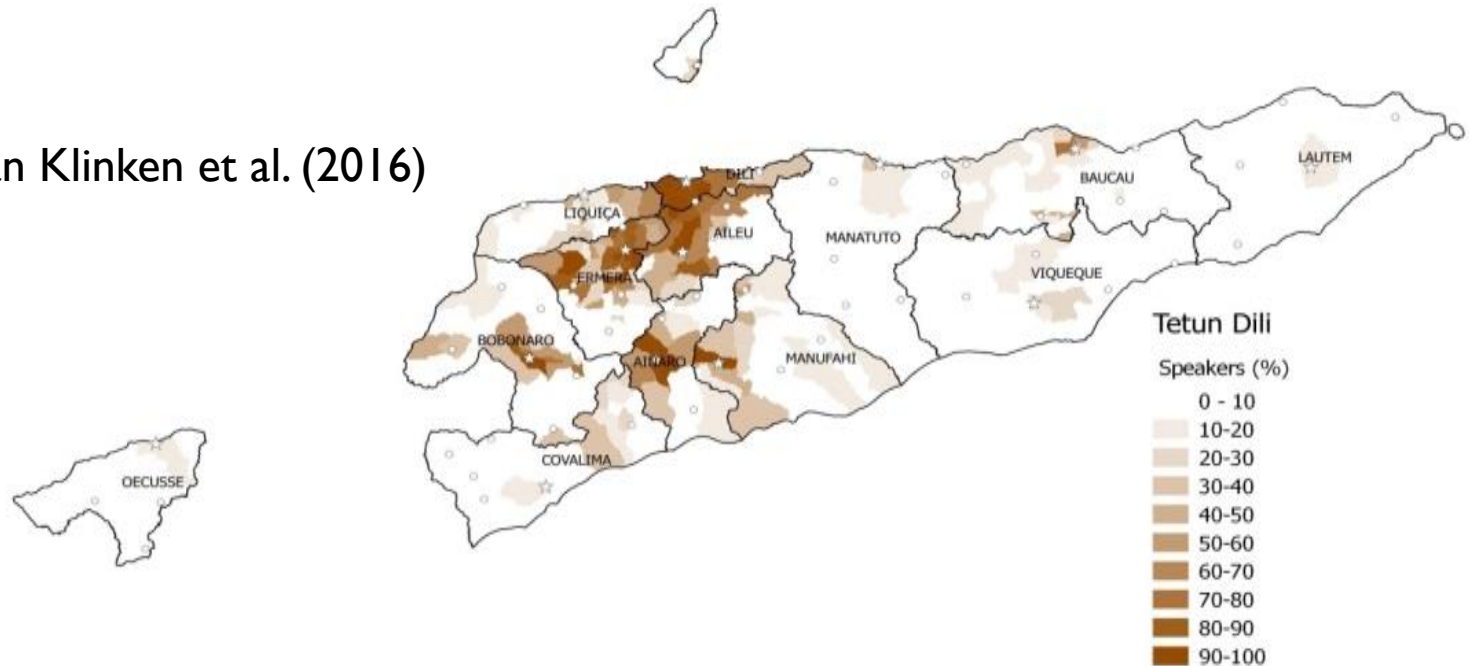 n Klinken et al. (2016)
DILI
LAUTEM
BAUCAU
LIQUIÇA
AILEU
MANATUTO
ERMERA
VIQUEQUE
BOBONARO
AINARO
MANUFAHI
COVALIMA
OECUSSE
Tetun Dili
Speakers (%)
0 - 10
10-20
20-30
30-40
40-50
50-60
60-70
70-80
80-90
90-100